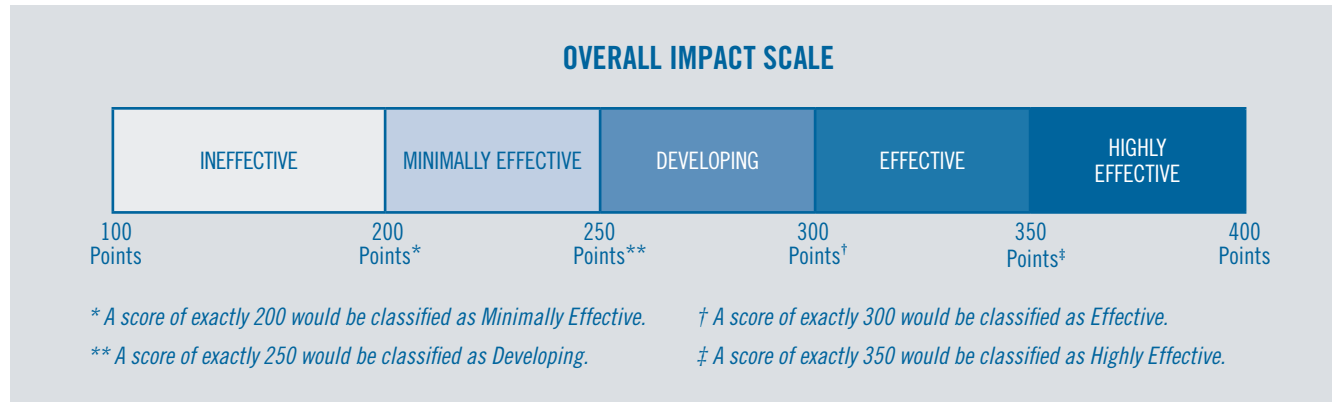 OVERALL IMPACT SCALE
INEFFECTIVE
MINIMALLY EFFECTIVE
DEVELOPING
EFFECTIVE
HIGHLY
EFFECTIVE
100
Points
200
Points*
250
Points**
300
Points†
350
Points‡
400
Points
* A score of exactly 200 would be classified as Minimally Effective.
** A score of exactly 250 would be classified as Developing.
† A score of exactly 300 would be classified as Effective.
‡ A score of exactly 350 would be classified as Highly Effective.